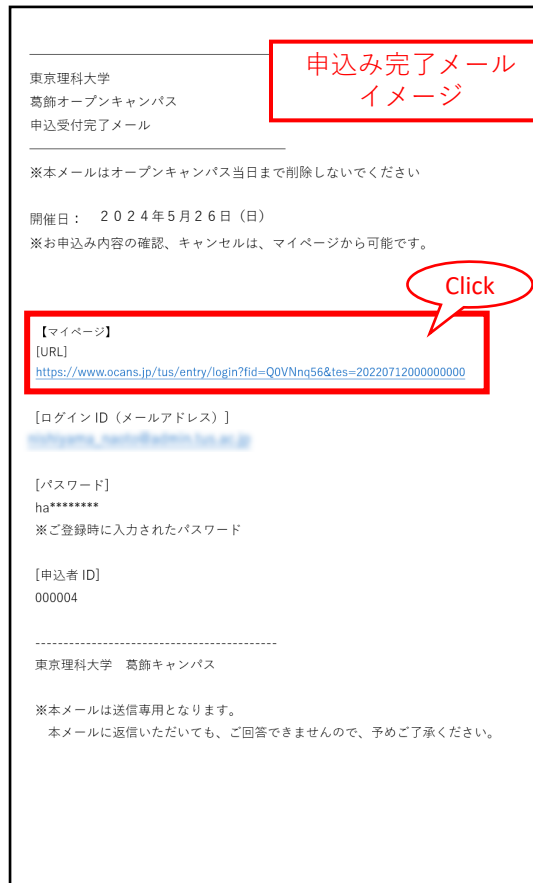 東京理科大学
葛飾オープンキャンパス
申込受付完了メール
申込み完了メール
イメージ
※本メールはオープンキャンパス当日まで削除しないでください
開催日： ２０２４年５月２６日（日）
※お申込み内容の確認、キャンセルは、マイページから可能です。
Click
【マイページ】
[URL]
https://www.ocans.jp/tus/entry/login?fid=Q0VNnq56&tes=20220712000000000
[ログイン ID（メールアドレス）]
[パスワード]
ha********
※ご登録時に入力されたパスワード
[申込者 ID]
000004
-------------------------------------------
東京理科大学　葛飾キャンパス
※本メールは送信専用となります。
本メールに返信いただいても、ご回答できませんので、予めご了承ください。